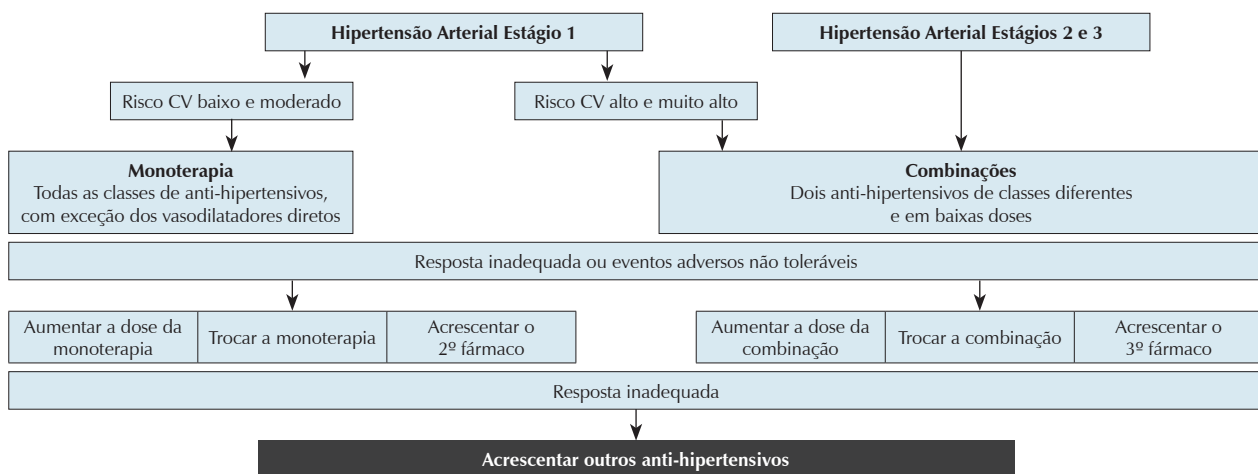 Hipertensão Arterial Estágio 1
Hipertensão Arterial Estágios 2 e 3
Risco CV baixo e moderado
Risco CV alto e muito alto
Monoterapia
Todas as classes de anti-hipertensivos,
com exceção dos vasodilatadores diretos
Combinações
Dois anti-hipertensivos de classes diferentes
e em baixas doses
Resposta inadequada ou eventos adversos não toleráveis
Aumentar a dose da
monoterapia
Trocar a monoterapia
Acrescentar o
2º fármaco
Aumentar a dose da
combinação
Trocar a combinação
Acrescentar o
3º fármaco
Resposta inadequada
Acrescentar outros anti-hipertensivos